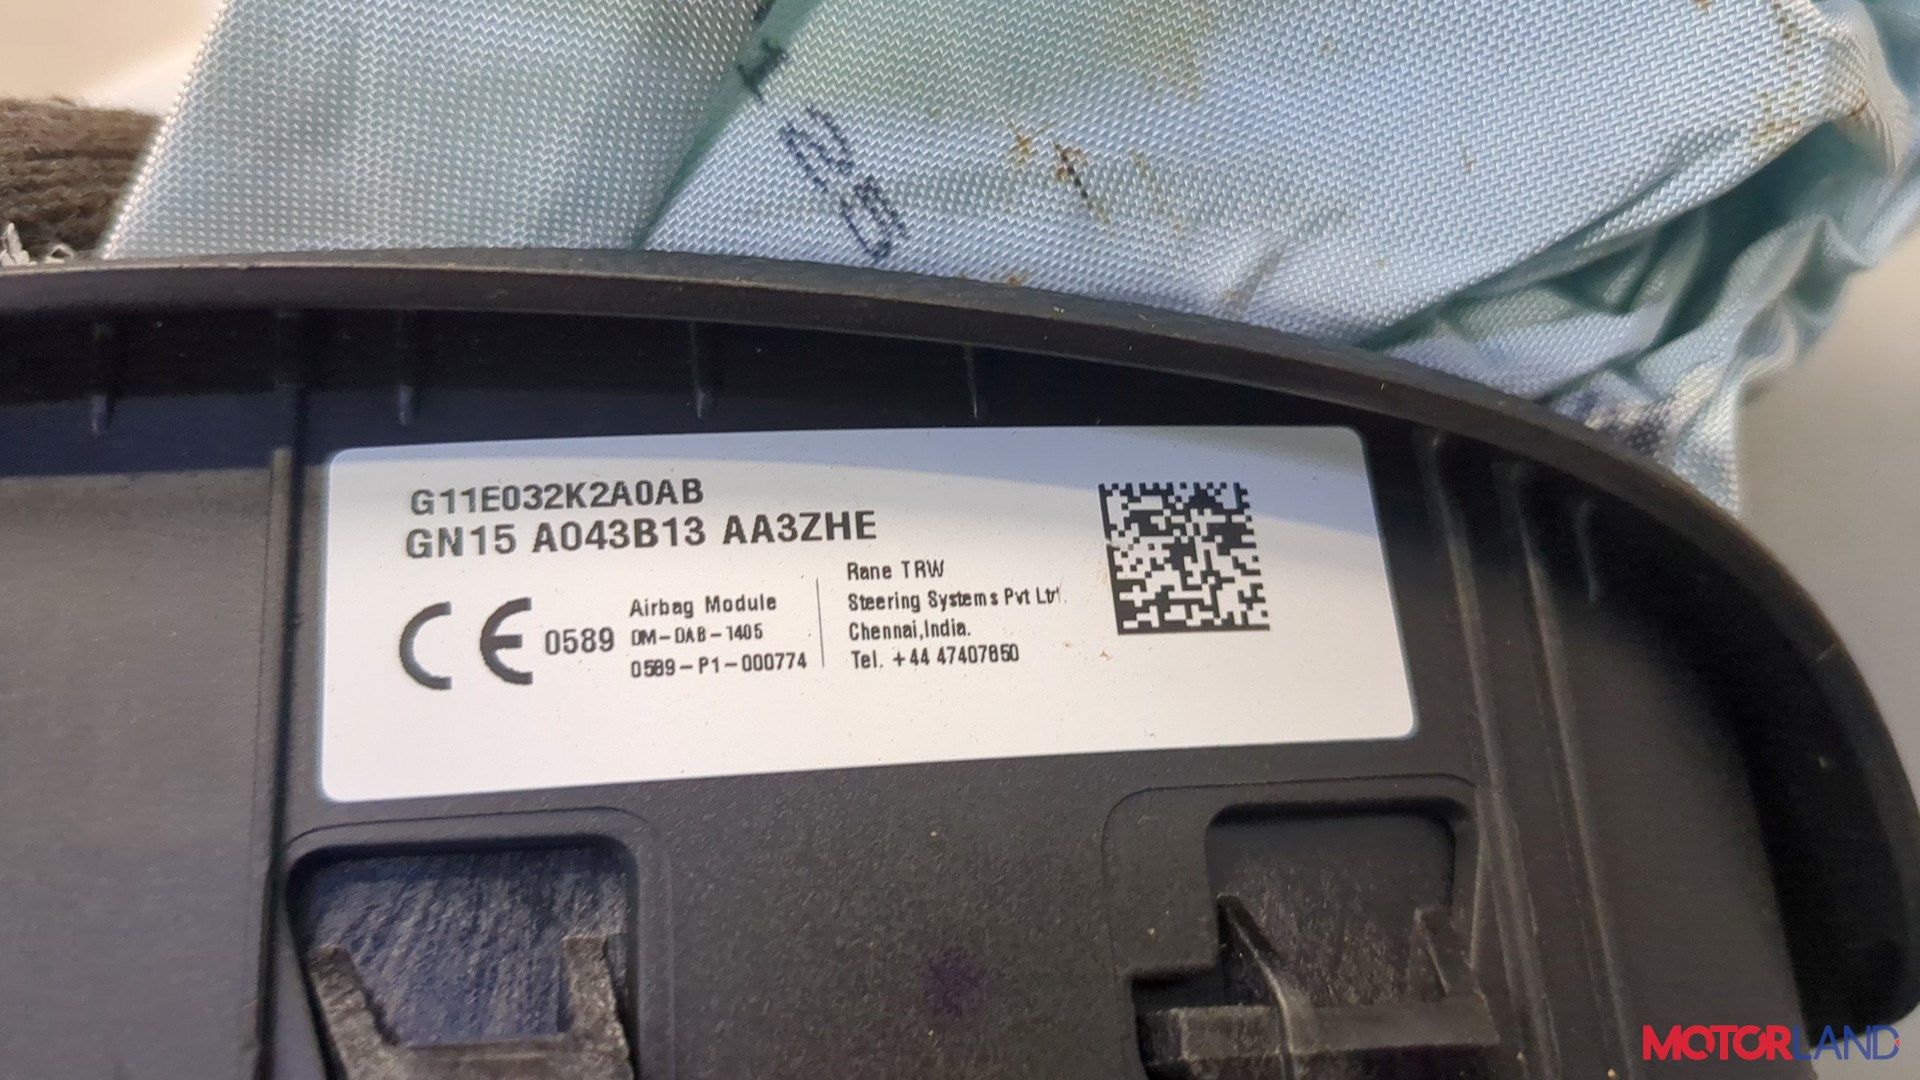 G11E032K2A0AB
GN15 A043B13 AA3ZHE
CE 0589
Airbag Module
DM-DAB-1405
0589-P1-000774
Rane TRW
Steering Systems Pvt Ltd.
Chennai,India.
Tel. +44 47407850
MOTORLAND